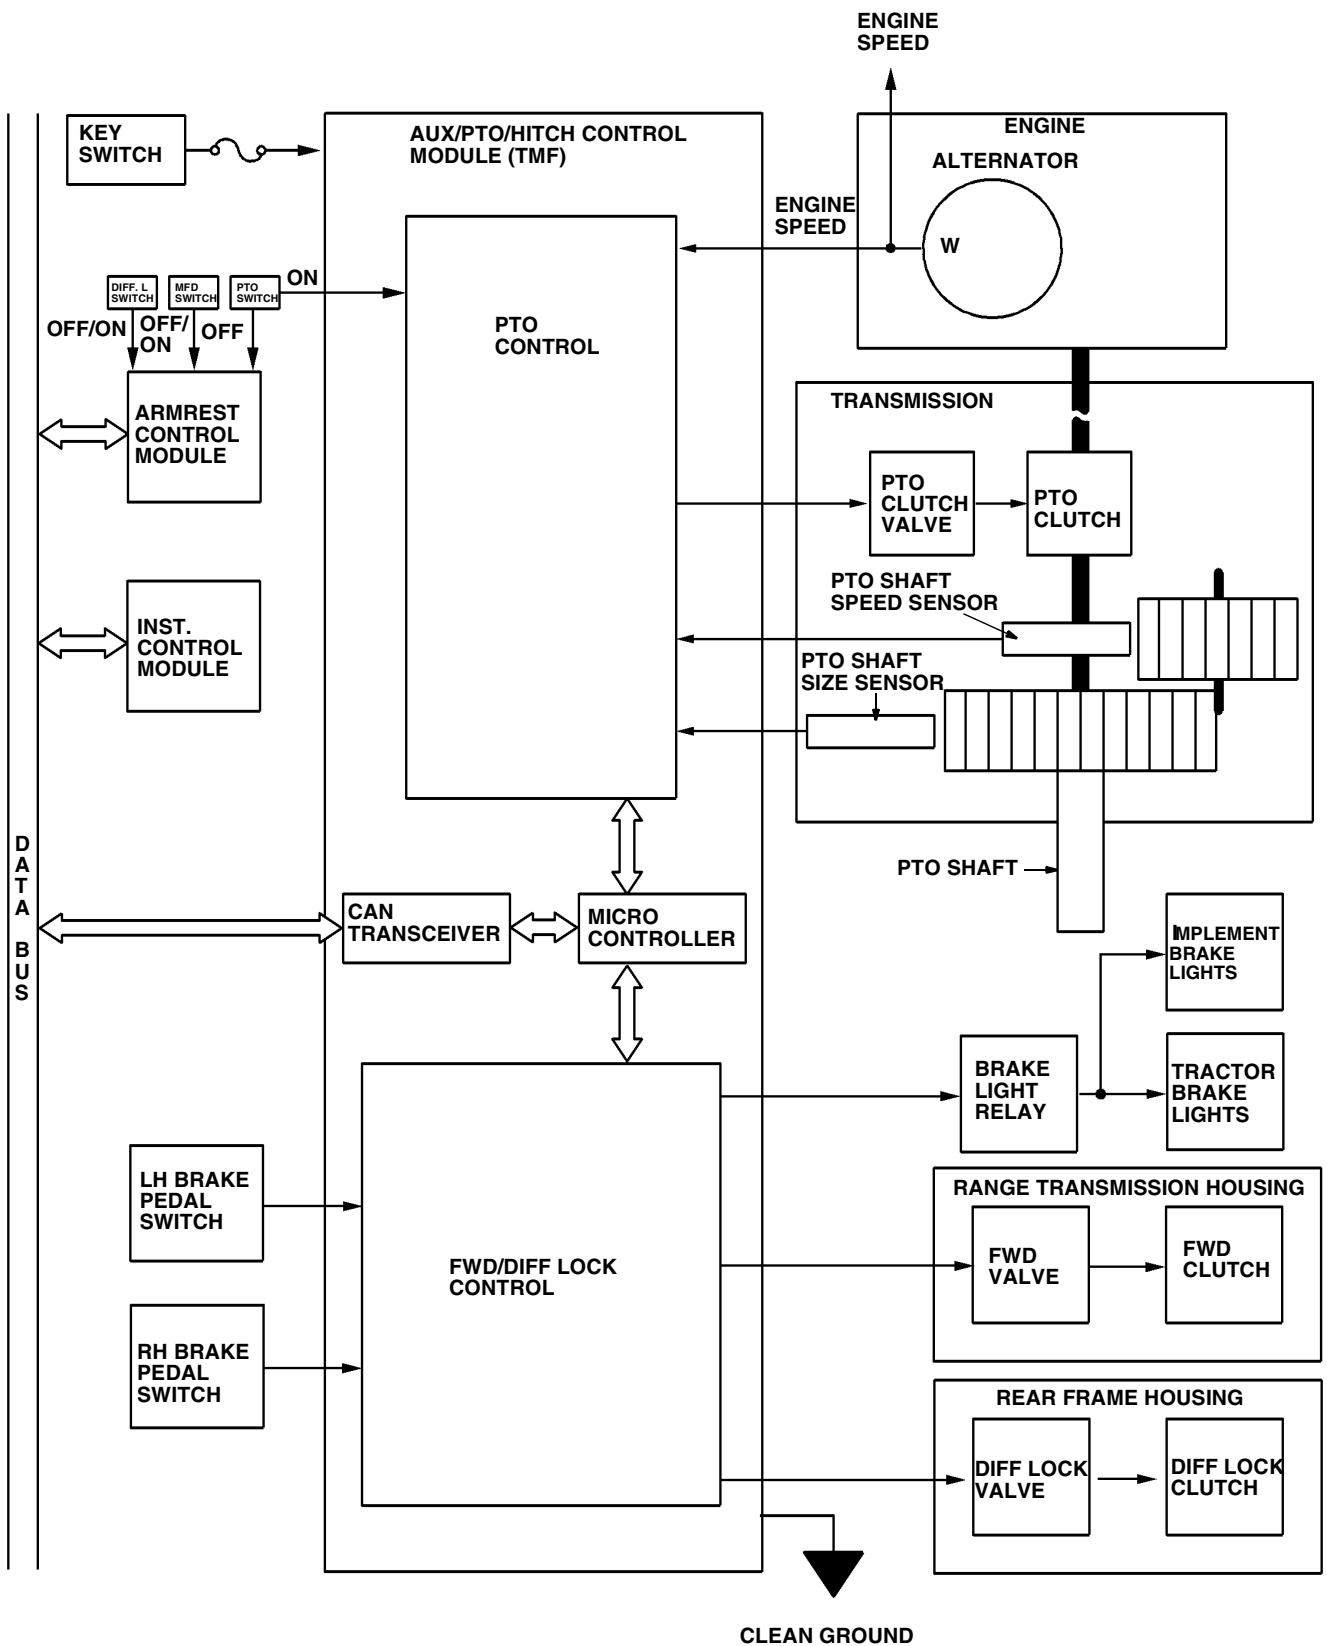 ENGINE
SPEED
KEY
SWITCH
AUX/PTO/HITCH CONTROL
MODULE (TMF)
ENGINE
ALTERNATOR
W
ENGINE
SPEED
DIFF. L
SWITCH
MFD
SWITCH
PTO
SWITCH
ON
OFF/ON
OFF/
ON
OFF
PTO
CONTROL
ARMREST
CONTROL
MODULE
TRANSMISSION
PTO
CLUTCH
VALVE
PTO
CLUTCH
PTO SHAFT
SPEED SENSOR
INST.
CONTROL
MODULE
PTO SHAFT
SIZE SENSOR
PTO SHAFT
DATA BUS
CAN
TRANSCEIVER
MICRO
CONTROLLER
IMPLEMENT
BRAKE
LIGHTS
BRAKE
LIGHT
RELAY
TRACTOR
BRAKE
LIGHTS
LH BRAKE
PEDAL
SWITCH
RANGE TRANSMISSION HOUSING
FWD
VALVE
FWD
CLUTCH
FWD/DIFF LOCK
CONTROL
RH BRAKE
PEDAL
SWITCH
REAR FRAME HOUSING
DIFF LOCK
VALVE
DIFF LOCK
CLUTCH
CLEAN GROUND